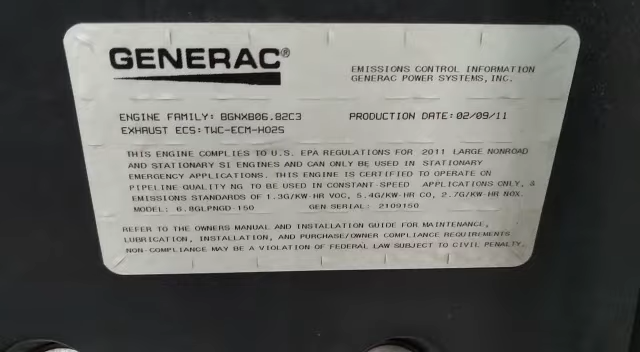 GENERAC®
EMISSIONS CONTROL INFORMATION
GENERAC POWER SYSTEMS, INC.
ENGINE FAMILY: BGNXB06.82C3
PRODUCTION DATE: 02/09/11
EXHAUST ECS: TWC-ECM-HO2S
THIS ENGINE COMPLIES TO U.S. EPA REGULATIONS FOR 2011 LARGE NONROAD
AND STATIONARY SI ENGINES AND CAN ONLY BE USED IN STATIONARY
EMERGENCY APPLICATIONS. THIS ENGINE IS CERTIFIED TO OPERATE ON
PIPELINE QUALITY NG TO BE USED IN CONSTANT-SPEED APPLICATIONS ONLY, &
EMISSIONS STANDARDS OF 1.3G/KW-HR VOC, 5.4G/KW-HR CO, 2.7G/KW-HR NOX.
MODEL: 6.8GLPNGD-150 GEN SERIAL: 2109150
REFER TO THE OWNERS MANUAL AND INSTALLATION GUIDE FOR MAINTENANCE,
LUBRICATION, INSTALLATION, AND PURCHASE/OWNER COMPLIANCE REQUIREMENTS
NON-COMPLIANCE MAY BE A VIOLATION OF FEDERAL LAW SUBJECT TO CIVIL PENALTY.